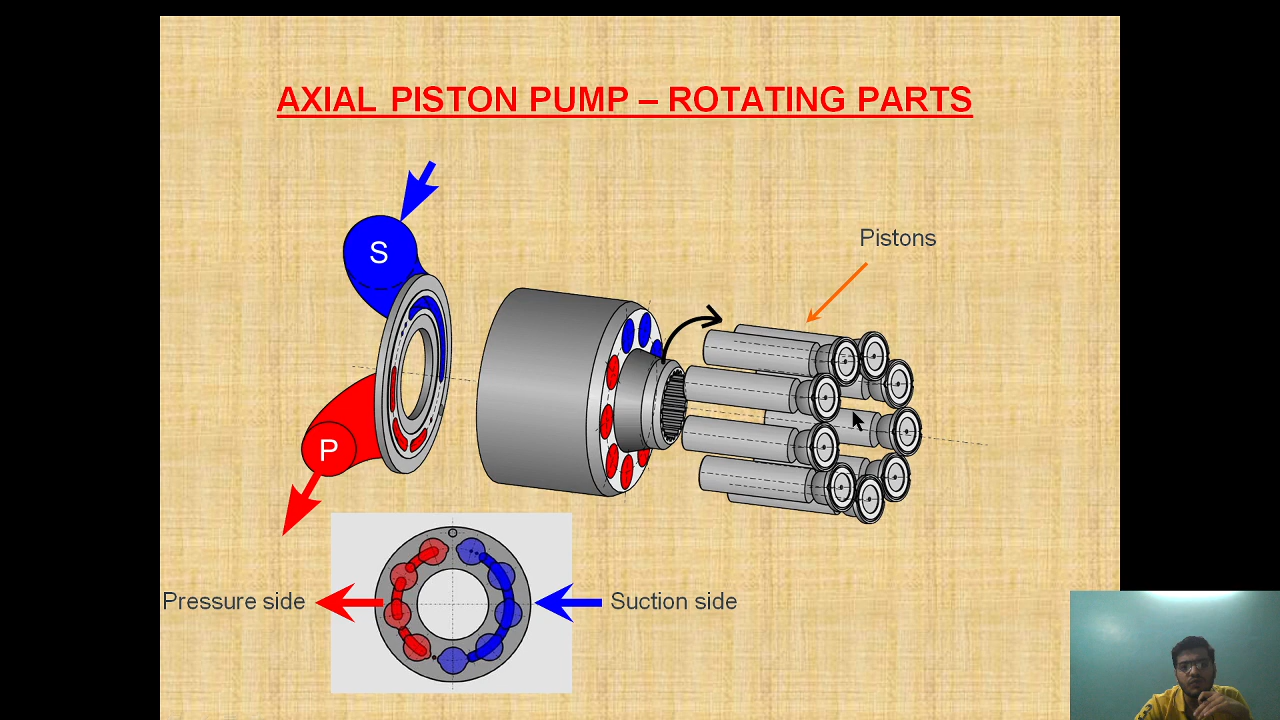 AXIAL PISTON PUMP – ROTATING PARTS
S
Pistons
P
Pressure side
Suction side